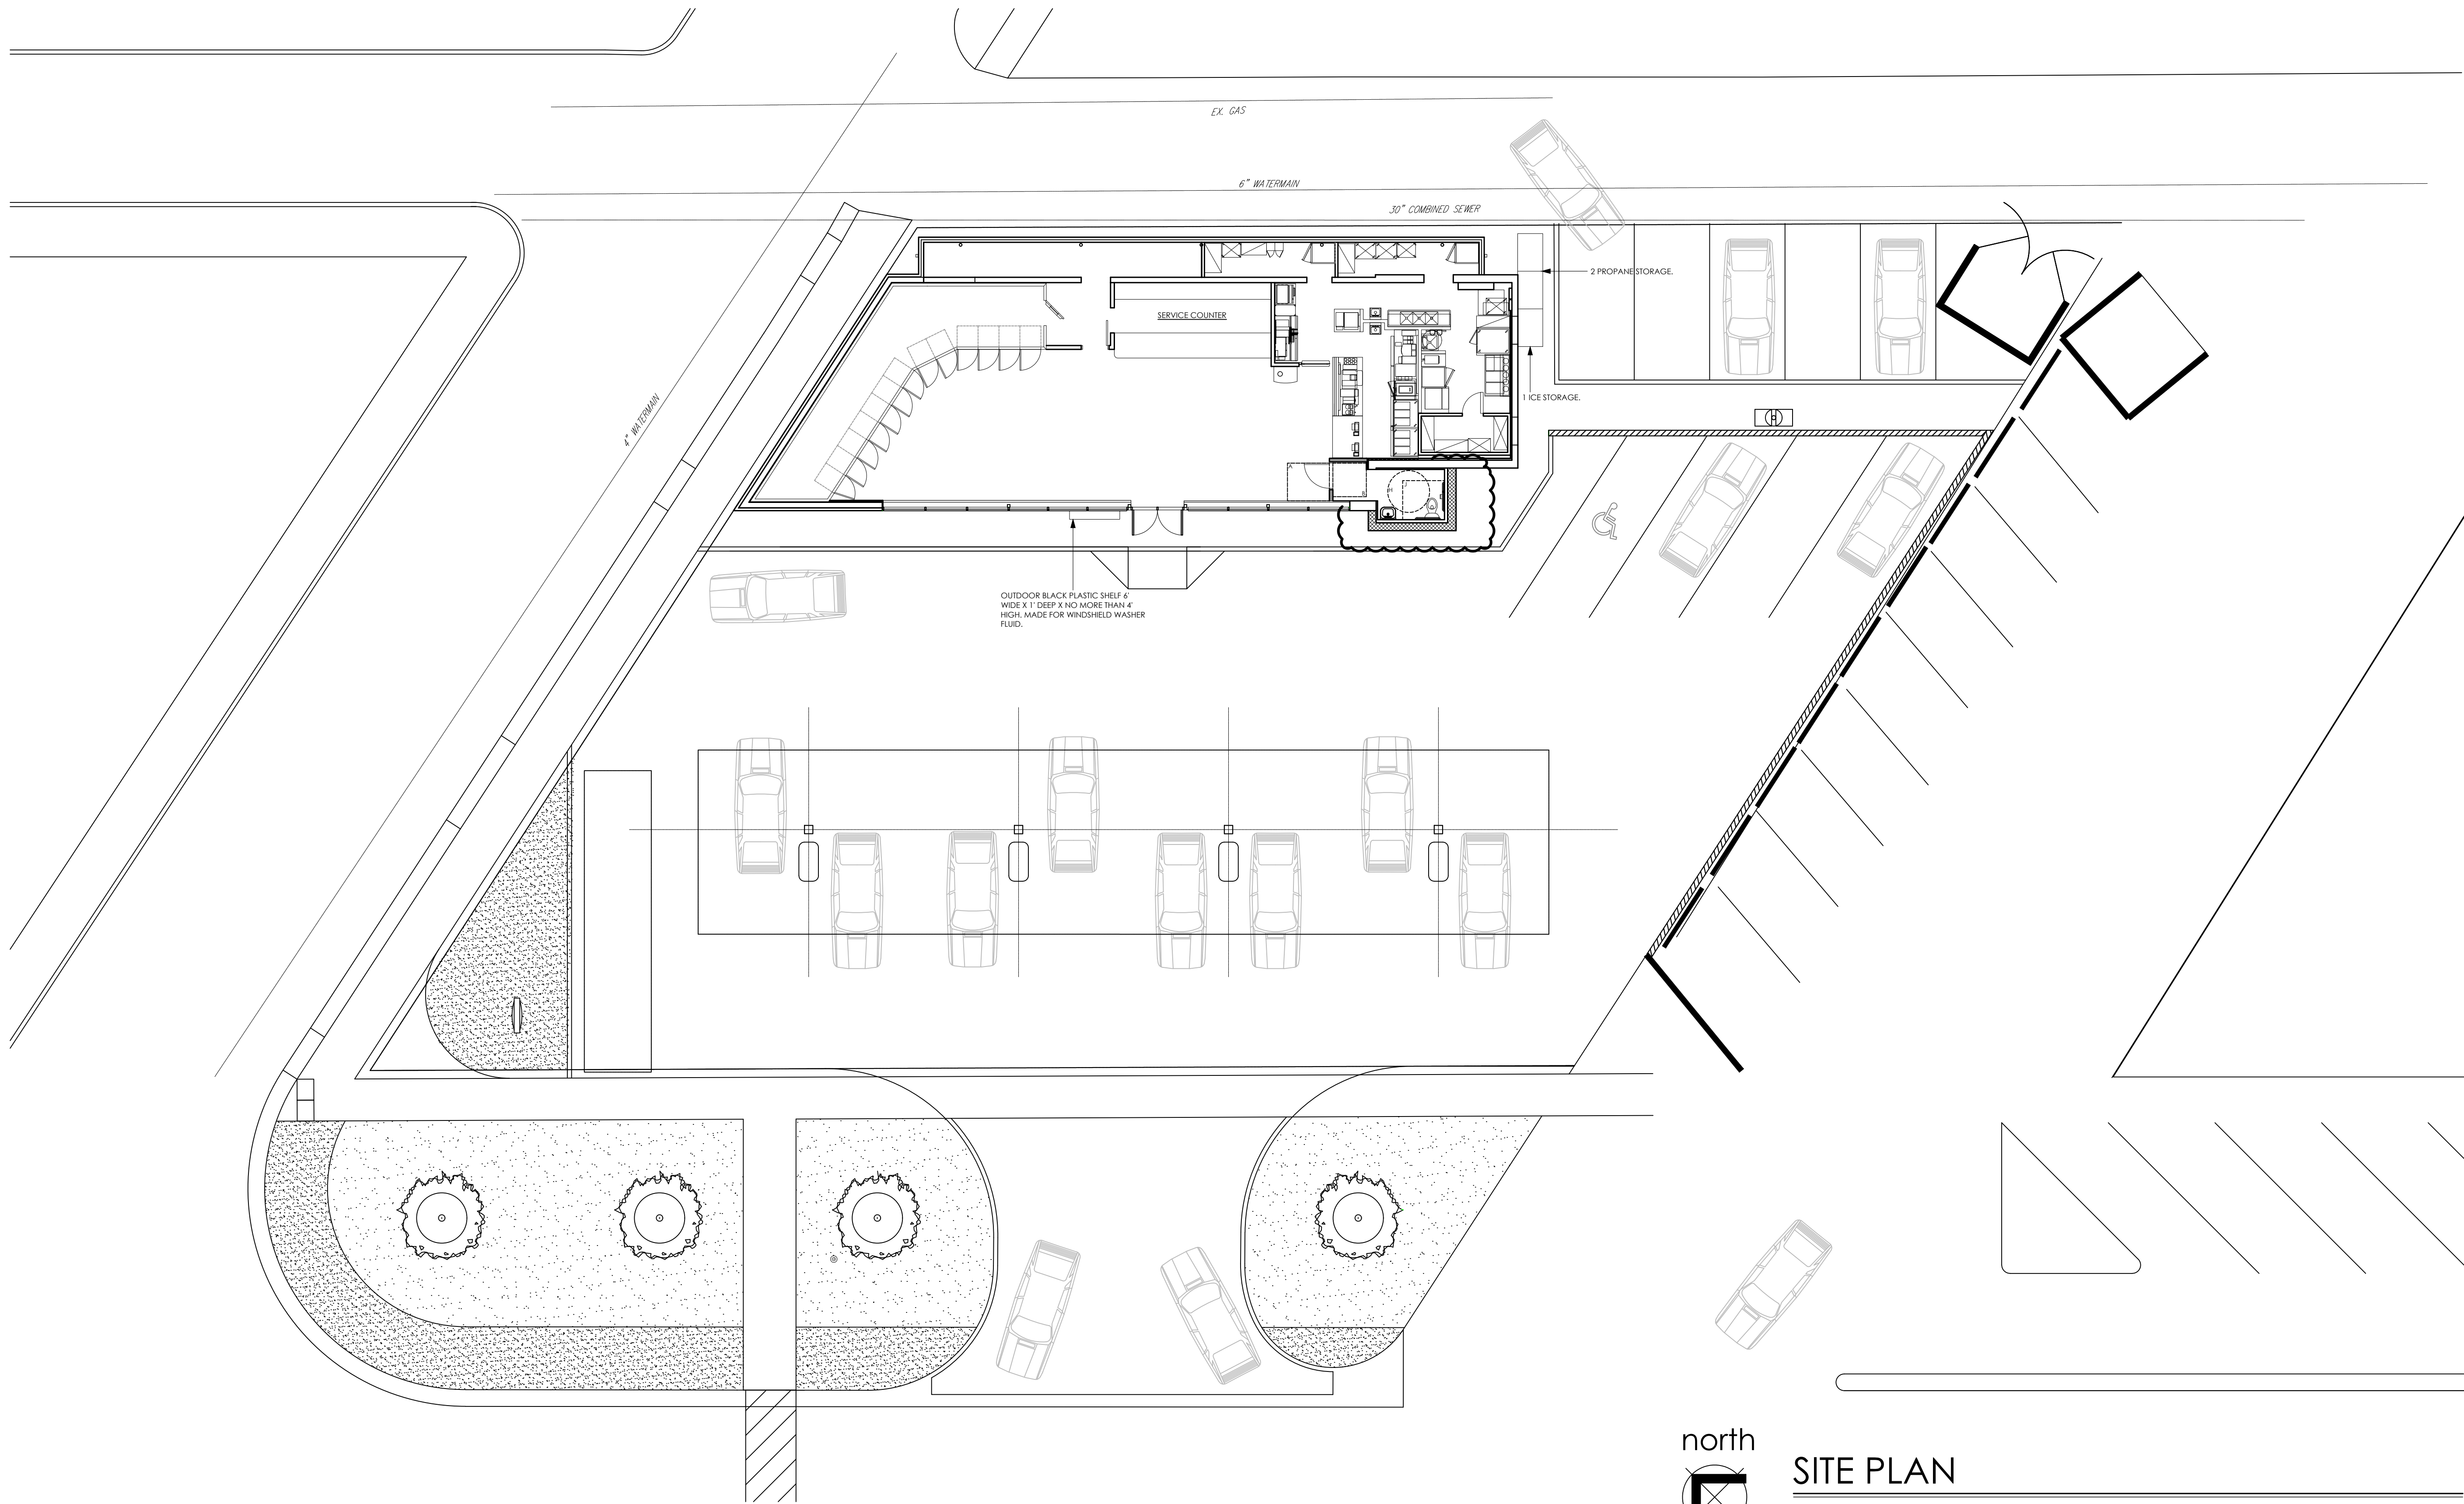 EX. GAS
6" WATERMAIN
30" COMBINED SEWER
2 PROPANE STORAGE.
SERVICE COUNTER
1 ICE STORAGE.
4" WATERMAIN
H
A
B
H
OUTDOOR BLACK PLASTIC SHELF 6'
WIDE X 1' DEEP X NO MORE THAN 4'
HIGH. MADE FOR WINDSHIELD WASHER
FLUID.
north
SITE PLAN